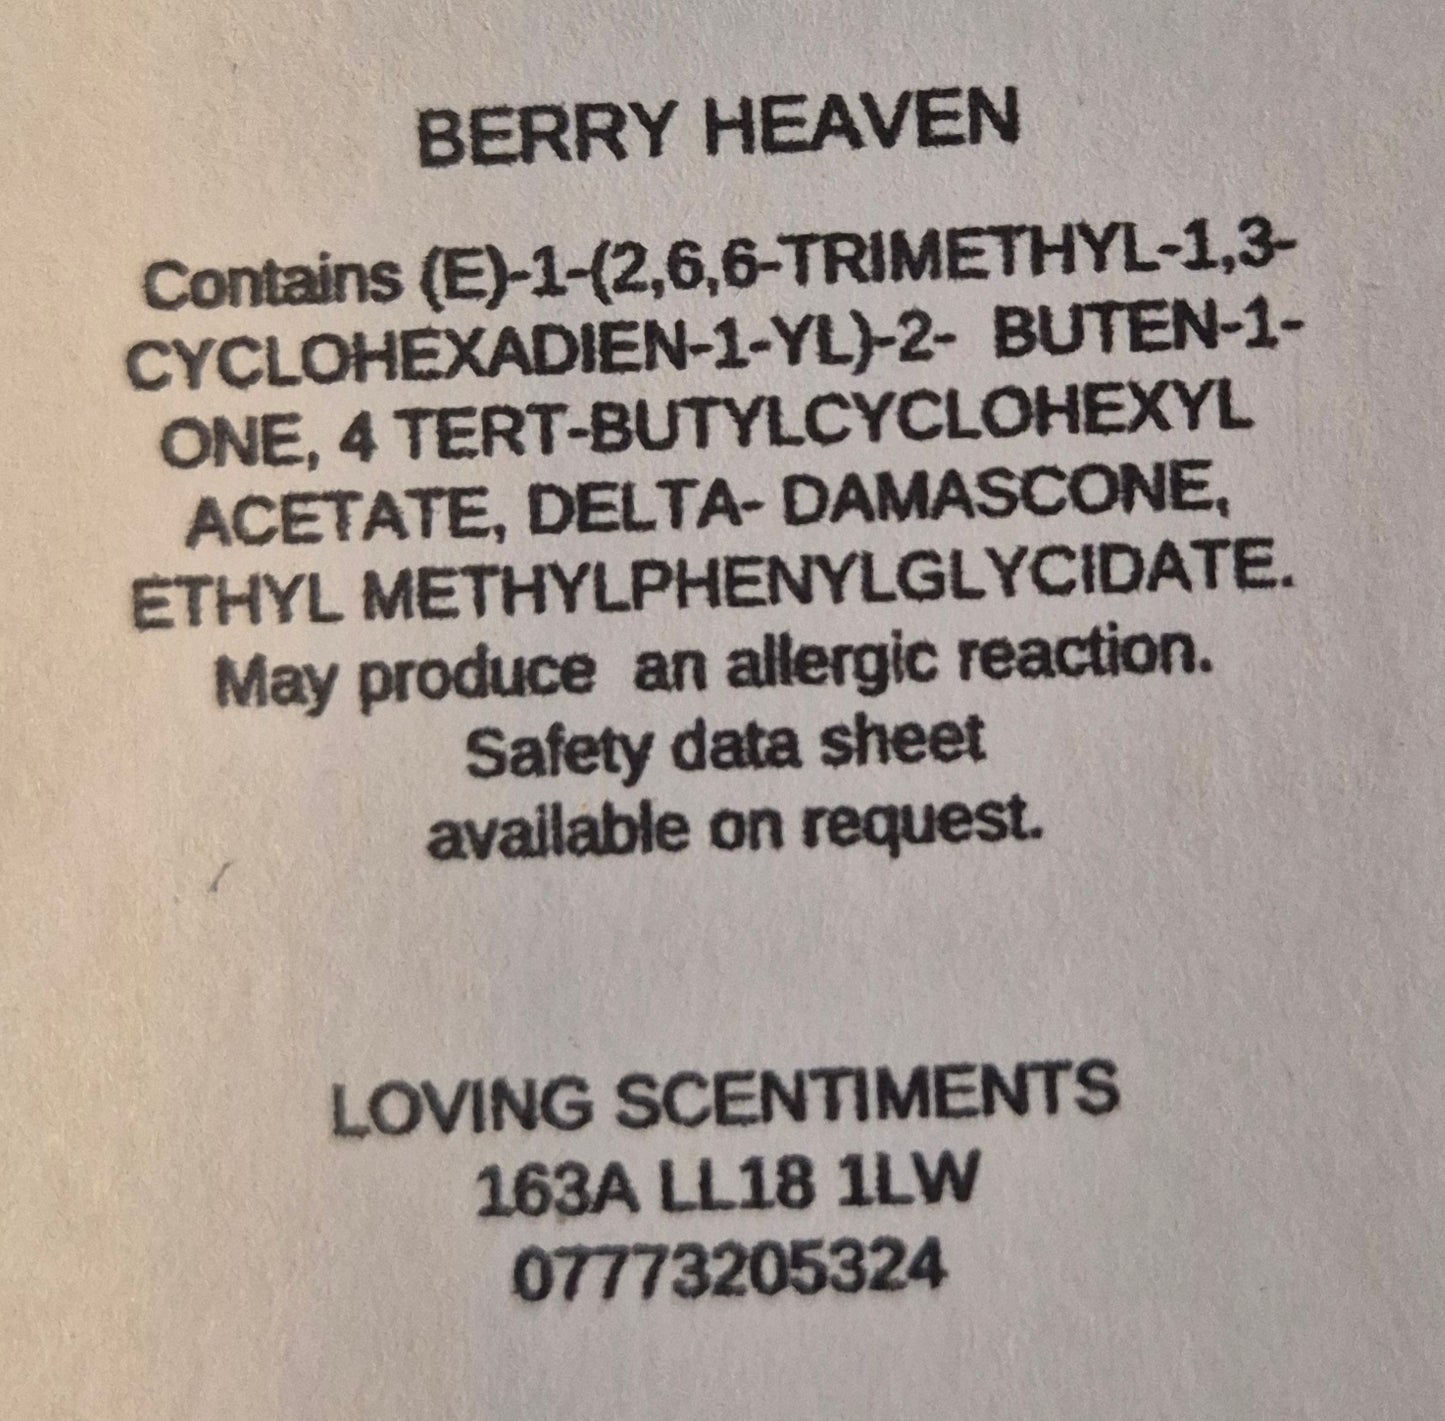 BERRY HEAVEN
Contains (E)-1-(2,6,6-TRIMETHYL-1,3-
CYCLOHEXADIEN-1-YL)-2- BUTEN-1-
ONE, 4 TERT-BUTYLCYCLOHEXYL
ACETATE, DELTA- DAMASCONE,
ETHYL METHYLPHENYLGLYCIDATE.
May produce an allergic reaction.
Safety data sheet
available on request.
LOVING SCENTIMENTS
163A LL18 1LW
07773205324